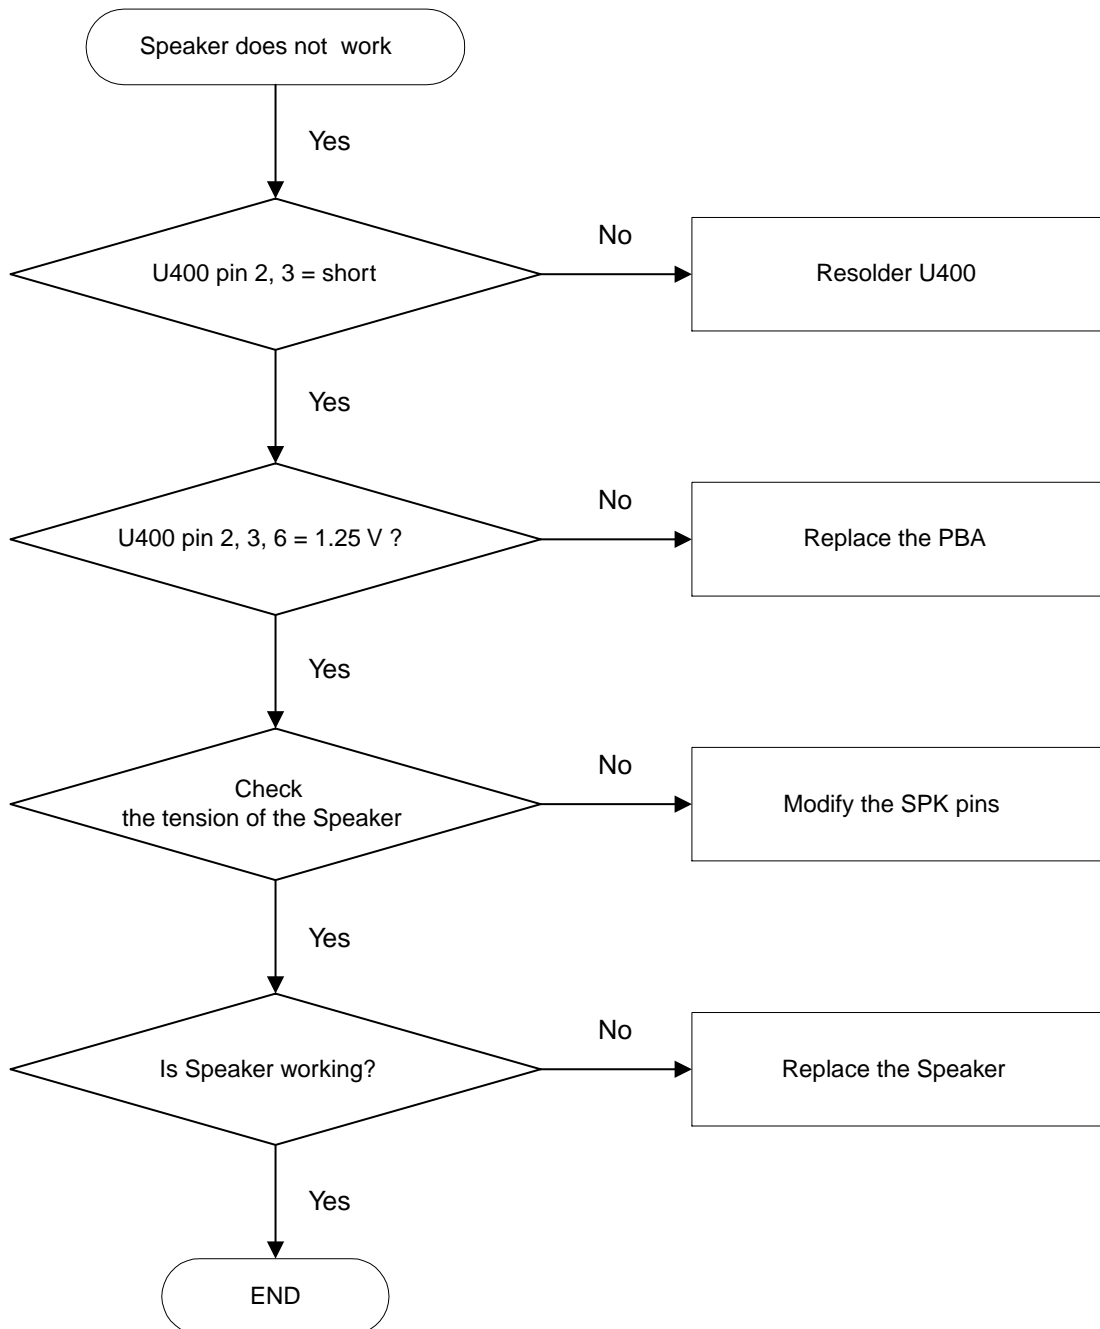 Speaker does not  work
Yes
U400 pin 2, 3 = short
No
Resolder U400
Yes
U400 pin 2, 3, 6 = 1.25 V ?
No
Replace the PBA
Yes
Check
the tension of the Speaker
No
Modify the SPK pins
Yes
Is Speaker working?
No
Replace the Speaker
Yes
END